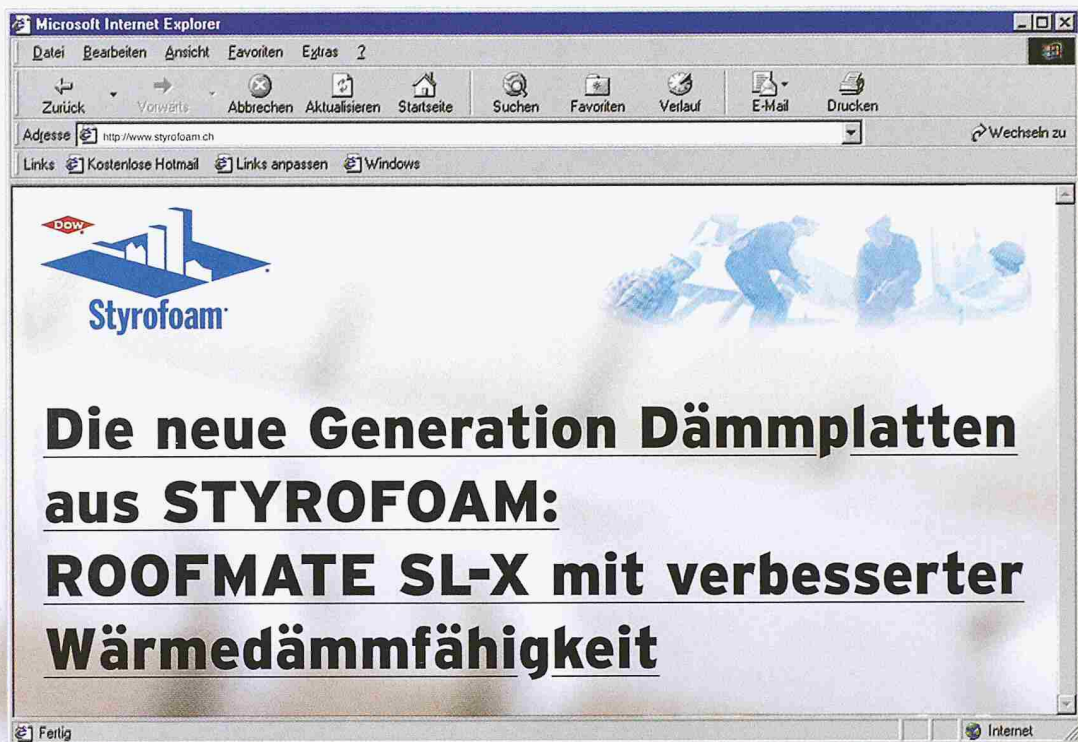 Microsoft Internet Explorer
Datei Bearbeiten Ansicht Favoriten Extras ?
Zurück Vorwärts Abbrechen Aktualisieren Startseite Suchen Favoriten Verlauf E-Mail Drucken
Adresse http://www.styrofoam.ch Wechseln zu
Links Kostenlose Hotmail Links anpassen Windows
DOW
Styrofoam
Die neue Generation Dämmplatten
aus STYROFOAM:
ROOFMATE SL-X mit verbesserter
Wärmedämmfähigkeit
Fertig Internet